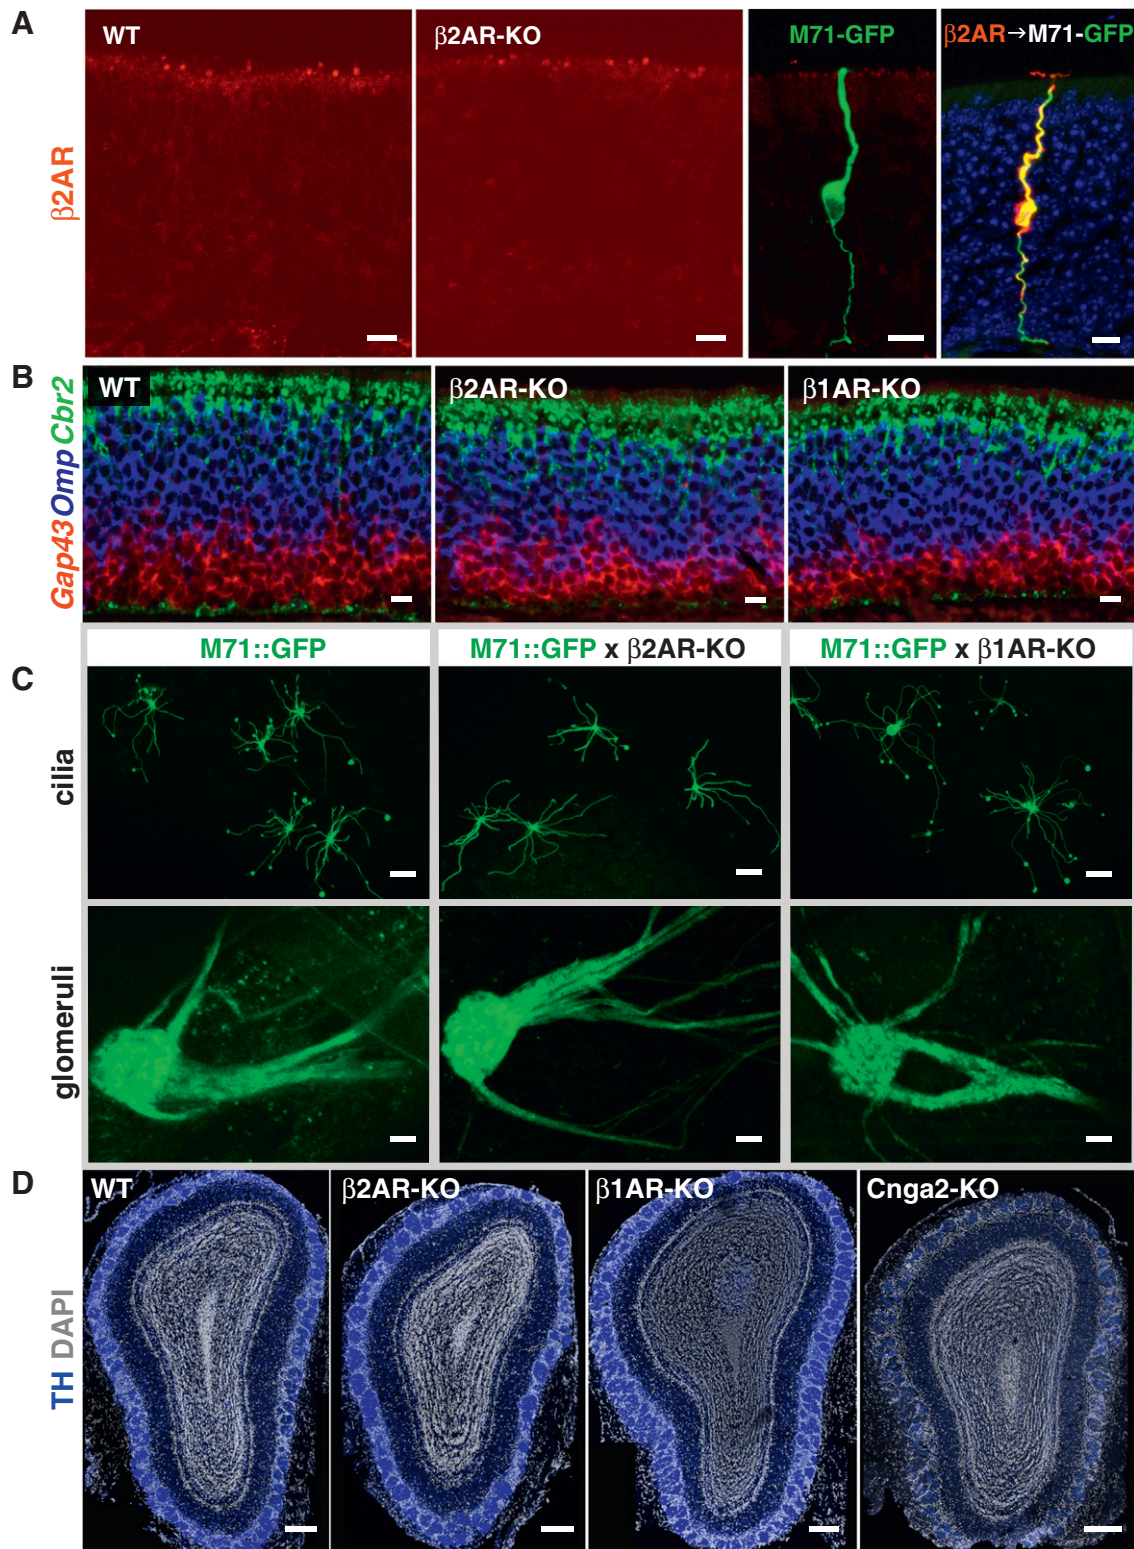 A
WT
β2AR-KO
M71-GFP
β2AR→M71-GFP
β2AR
B
WT
β2AR-KO
β1AR-KO
Gap43 Omp Cbr2
M71::GFP
M71::GFP x β2AR-KO
M71::GFP x β1AR-KO
C
cilia
glomeruli
D
WT
β2AR-KO
β1AR-KO
Cnga2-KO
TH DAPI